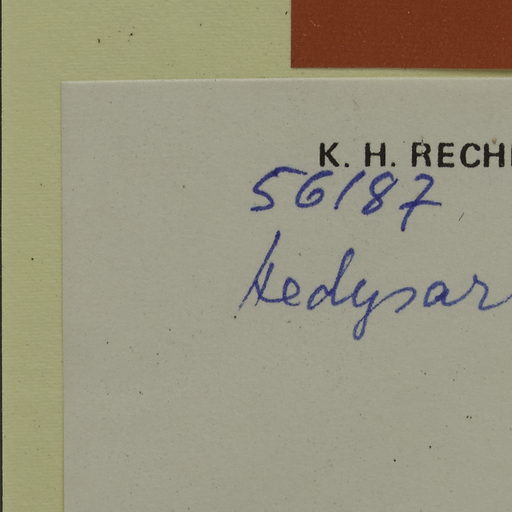 K. H. RECH
56187
Hedysar